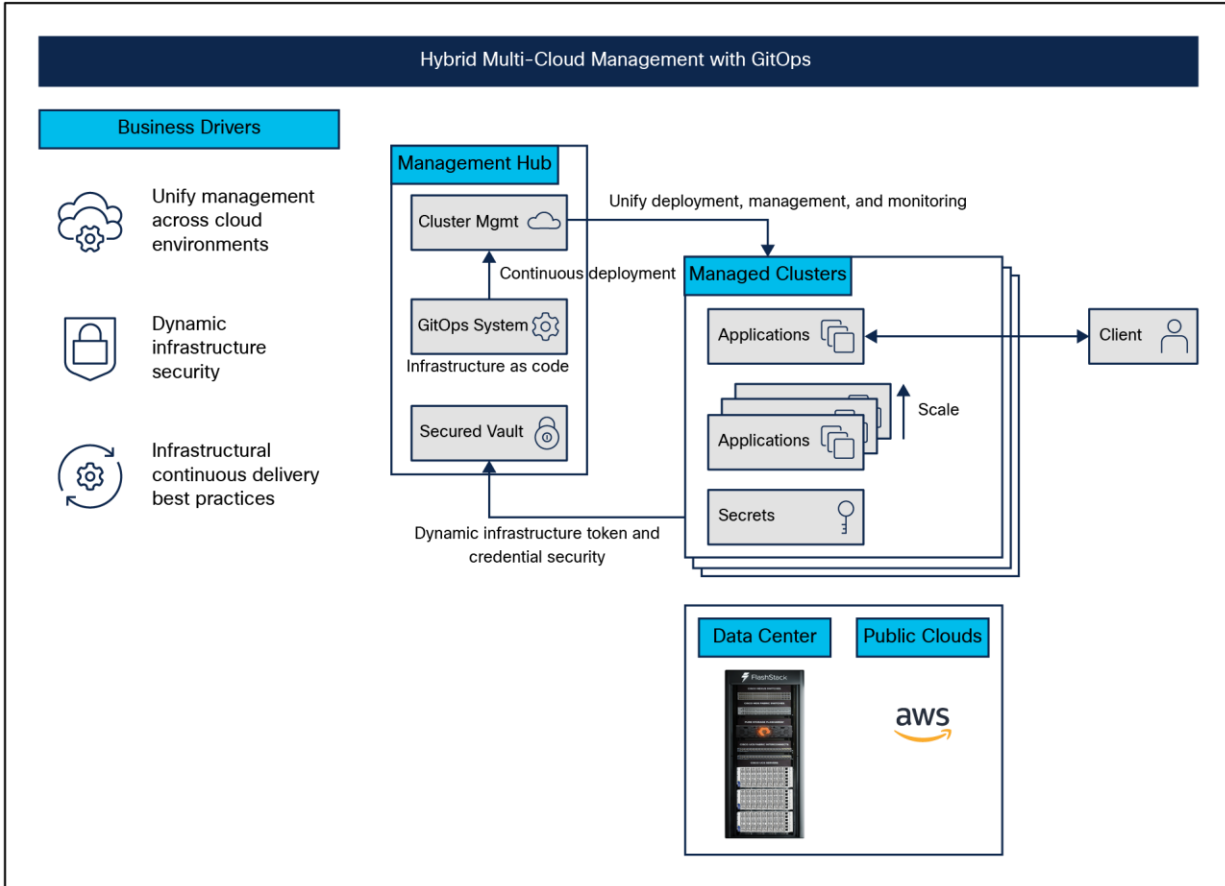 Hybrid Multi-Cloud Management with GitOps
Business Drivers
Unify management
across cloud
environments
Dynamic
infrastructure
security
Infrastructural
continuous delivery
best practices
Management Hub
Cluster Mgmt
Unify deployment, management, and monitoring
Continuous deployment
GitOps System
Infrastructure as code
Secured Vault
Dynamic infrastructure token and
credential security
Managed Clusters
Applications
Client
Scale
Applications
Secrets
Data Center
Public Clouds
FlashStack
aws